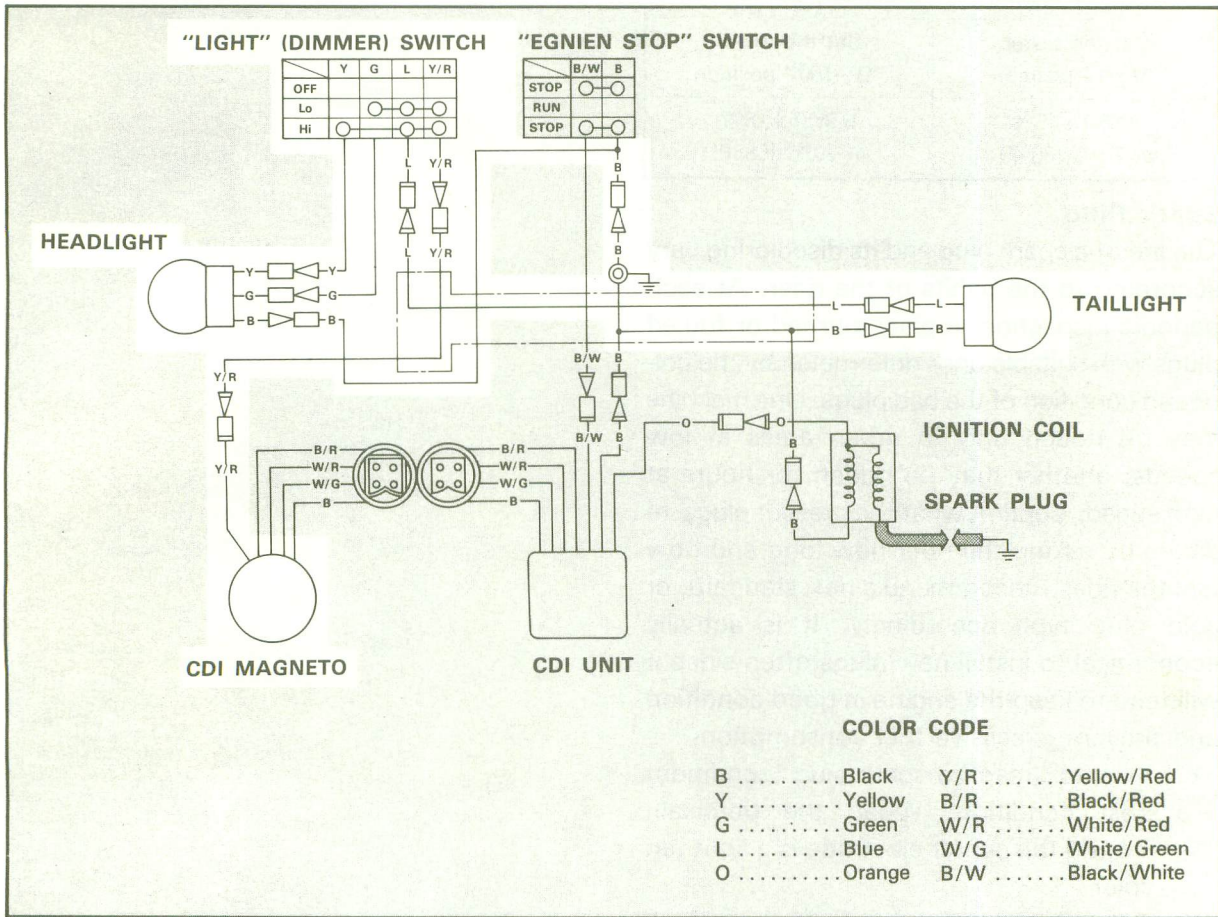 "LIGHT" (DIMMER) SWITCH
Y G L Y/R
OFF
Lo
Hi
"EGNIEN STOP" SWITCH
B/W B
STOP
RUN
STOP
L Y/R B
L Y/R B
HEADLIGHT
Y Y
G G
B B
TAILLIGHT
L L
B B
Y/R
Y/R
B/W B
B/W B
B/R B/R
W/R W/R
W/G W/G
B B
O O
B
B
IGNITION COIL
SPARK PLUG
CDI MAGNETO
CDI UNIT
COLOR CODE
B .......... Black Y/R ........ Yellow/Red
Y .......... Yellow B/R ........ Black/Red
G .......... Green W/R ........ White/Red
L .......... Blue W/G ....... White/Green
O .......... Orange B/W ....... Black/White